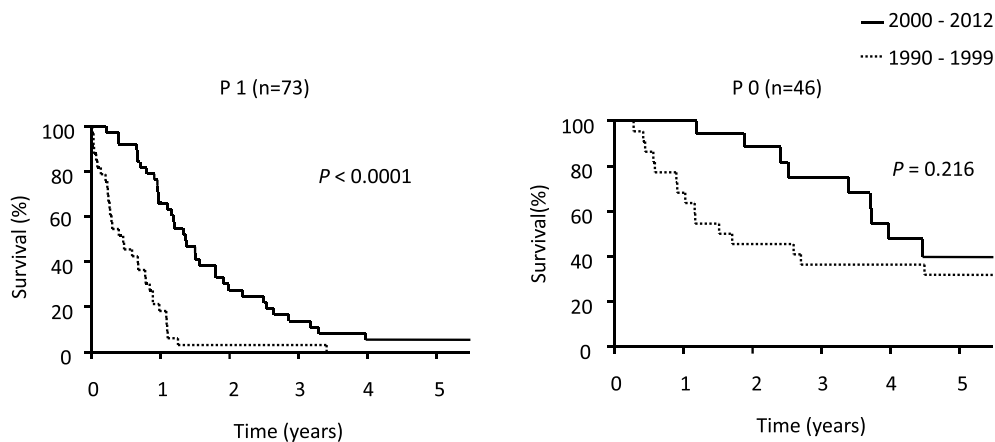 2000 - 2012
1990 - 1999
P 1 (n=73)
100
80
60
40
20
0
Survival (%)
P < 0.0001
0 1 2 3 4 5
Time (years)
P 0 (n=46)
100
80
60
40
20
0
Survival(%)
P = 0.216
0 1 2 3 4 5
Time (years)